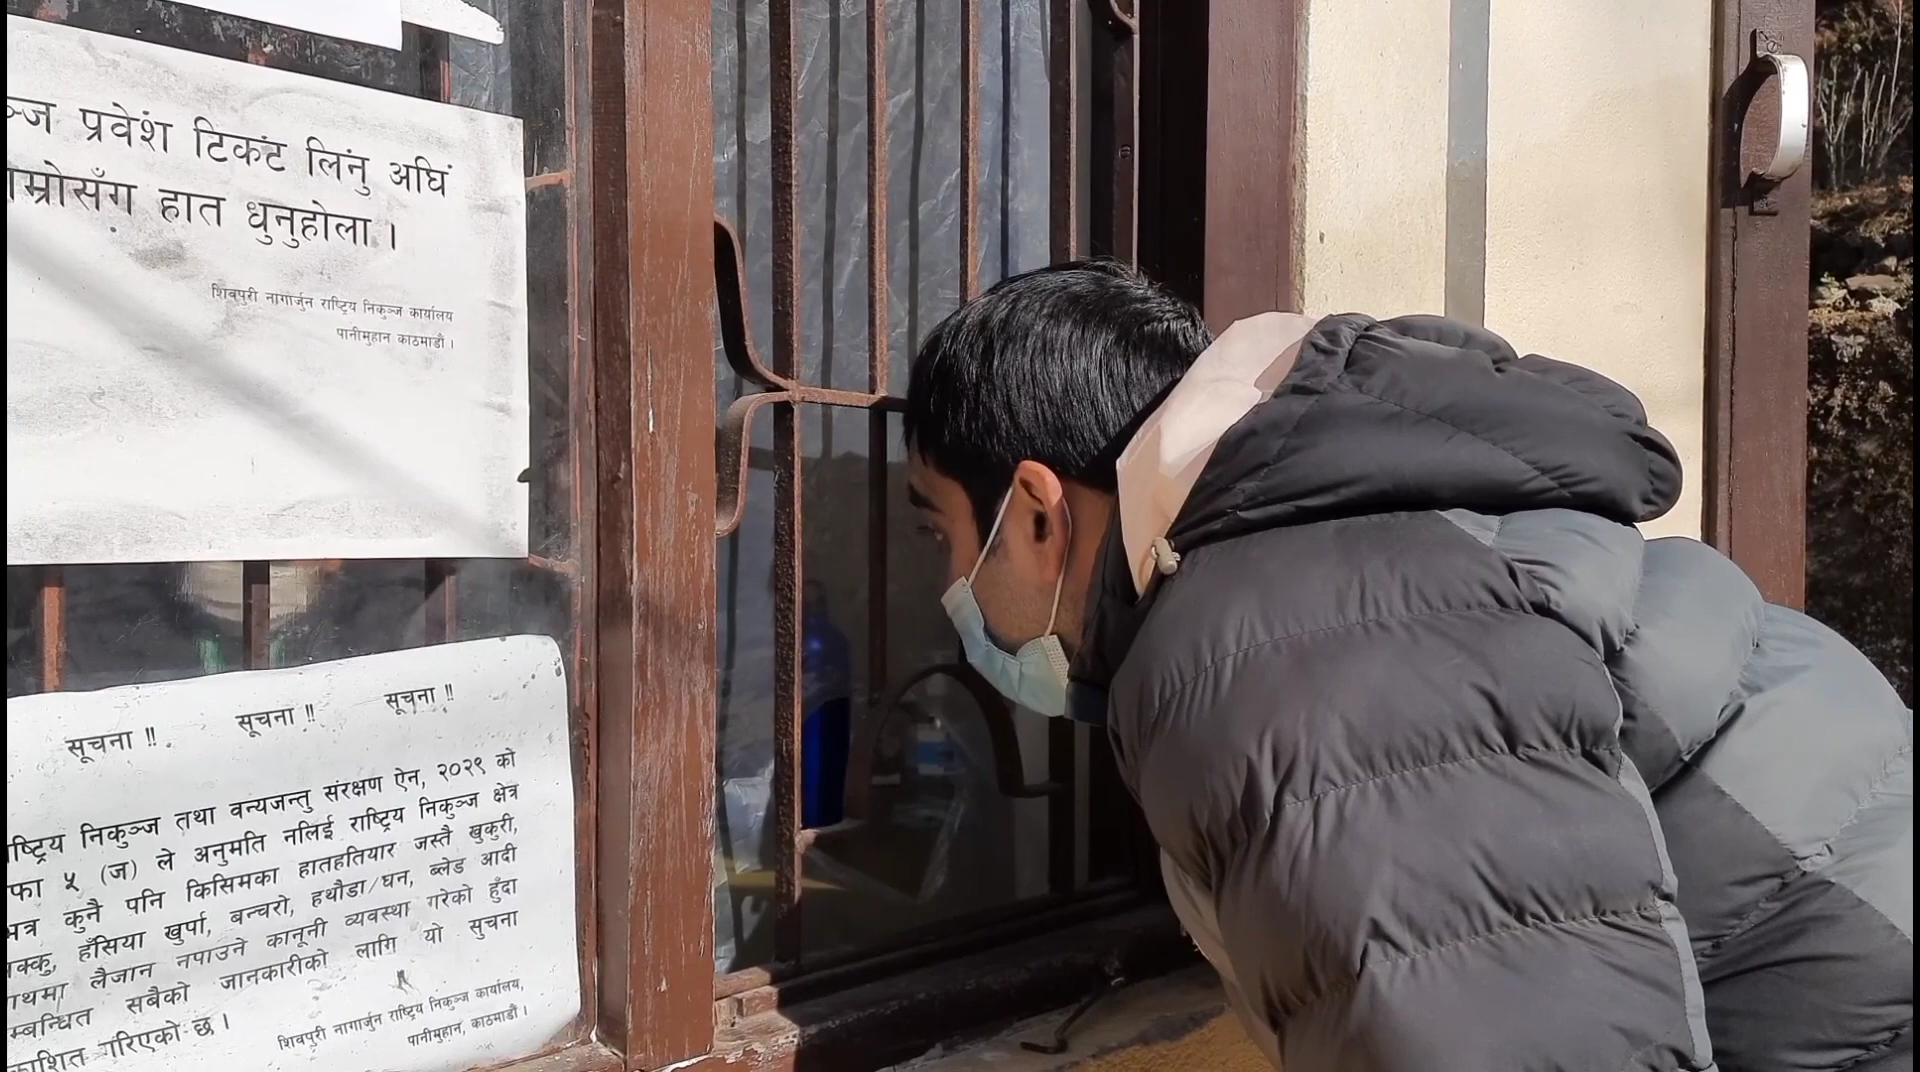 प्रवेश टिकट लिनु अघि
हात धुनुहोला ।
शिवपुरी नागार्जुन राष्ट्रिय निकुञ्ज कार्यालय
पानीमुहान काठमाडौं ।
सूचना !! सूचना !! सूचना !!
निकुञ्ज तथा वन्यजन्तु संरक्षण ऐन, २०२९ को
५ (ज) ले अनुमति नलिई राष्ट्रिय निकुञ्ज क्षेत्र
कुनै पनि किसिमका हातहतियार जस्तै खुकुरी,
हँसिया खुर्पा, बन्चरो, हथौडा/घन, ब्लेड आदी
लैजान नपाउने कानूनी व्यवस्था गरेको हुँदा
सबैको जानकारीको लागि यो सूचना
गरिएको छ ।
शिवपुरी नागार्जुन राष्ट्रिय निकुञ्ज कार्यालय,
पानीमुहान, काठमाडौं ।